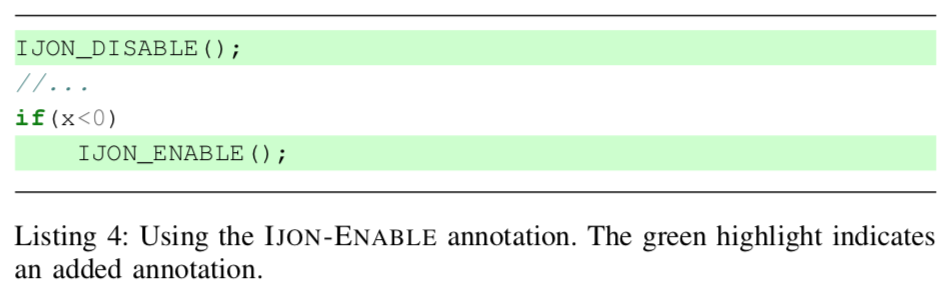 IJON_DISABLE();
//...
if(x<0)
    IJON_ENABLE();
Listing 4: Using the IJON-ENABLE annotation. The green highlight indicates
an added annotation.